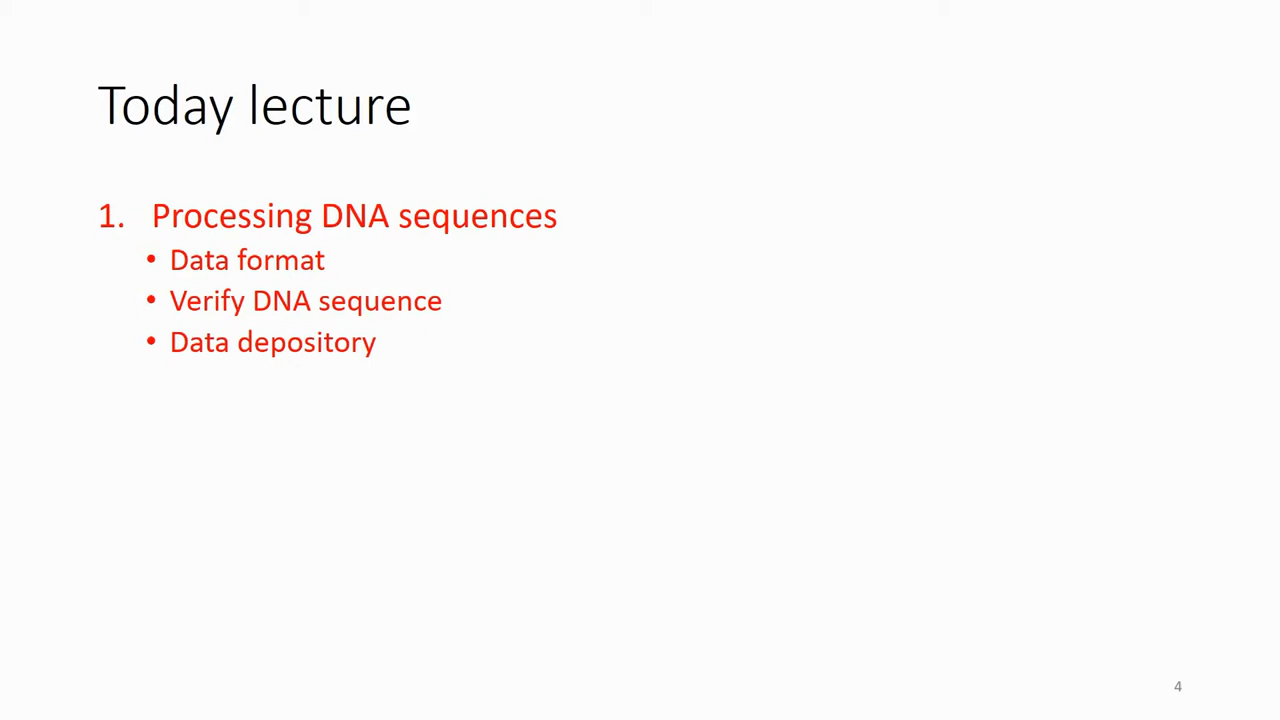 Today lecture
1. Processing DNA sequences
• Data format
• Verify DNA sequence
• Data depository
4